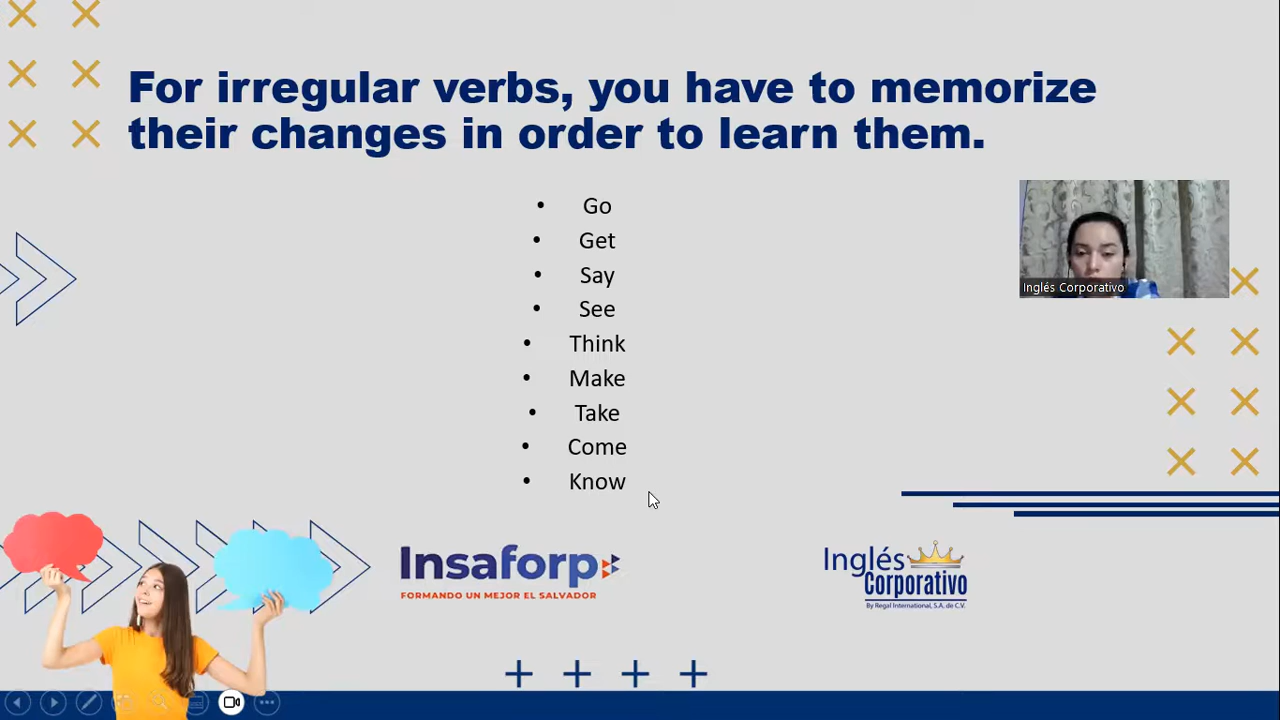 For irregular verbs, you have to memorize
their changes in order to learn them.
• Go
• Get
• Say
• See
• Think
• Make
• Take
• Come
• Know
Inglés Corporativo
Insaforp
FORMANDO UN MEJOR EL SALVADOR
Inglés
Corporativo
By Regal International, S.A. de C.V.